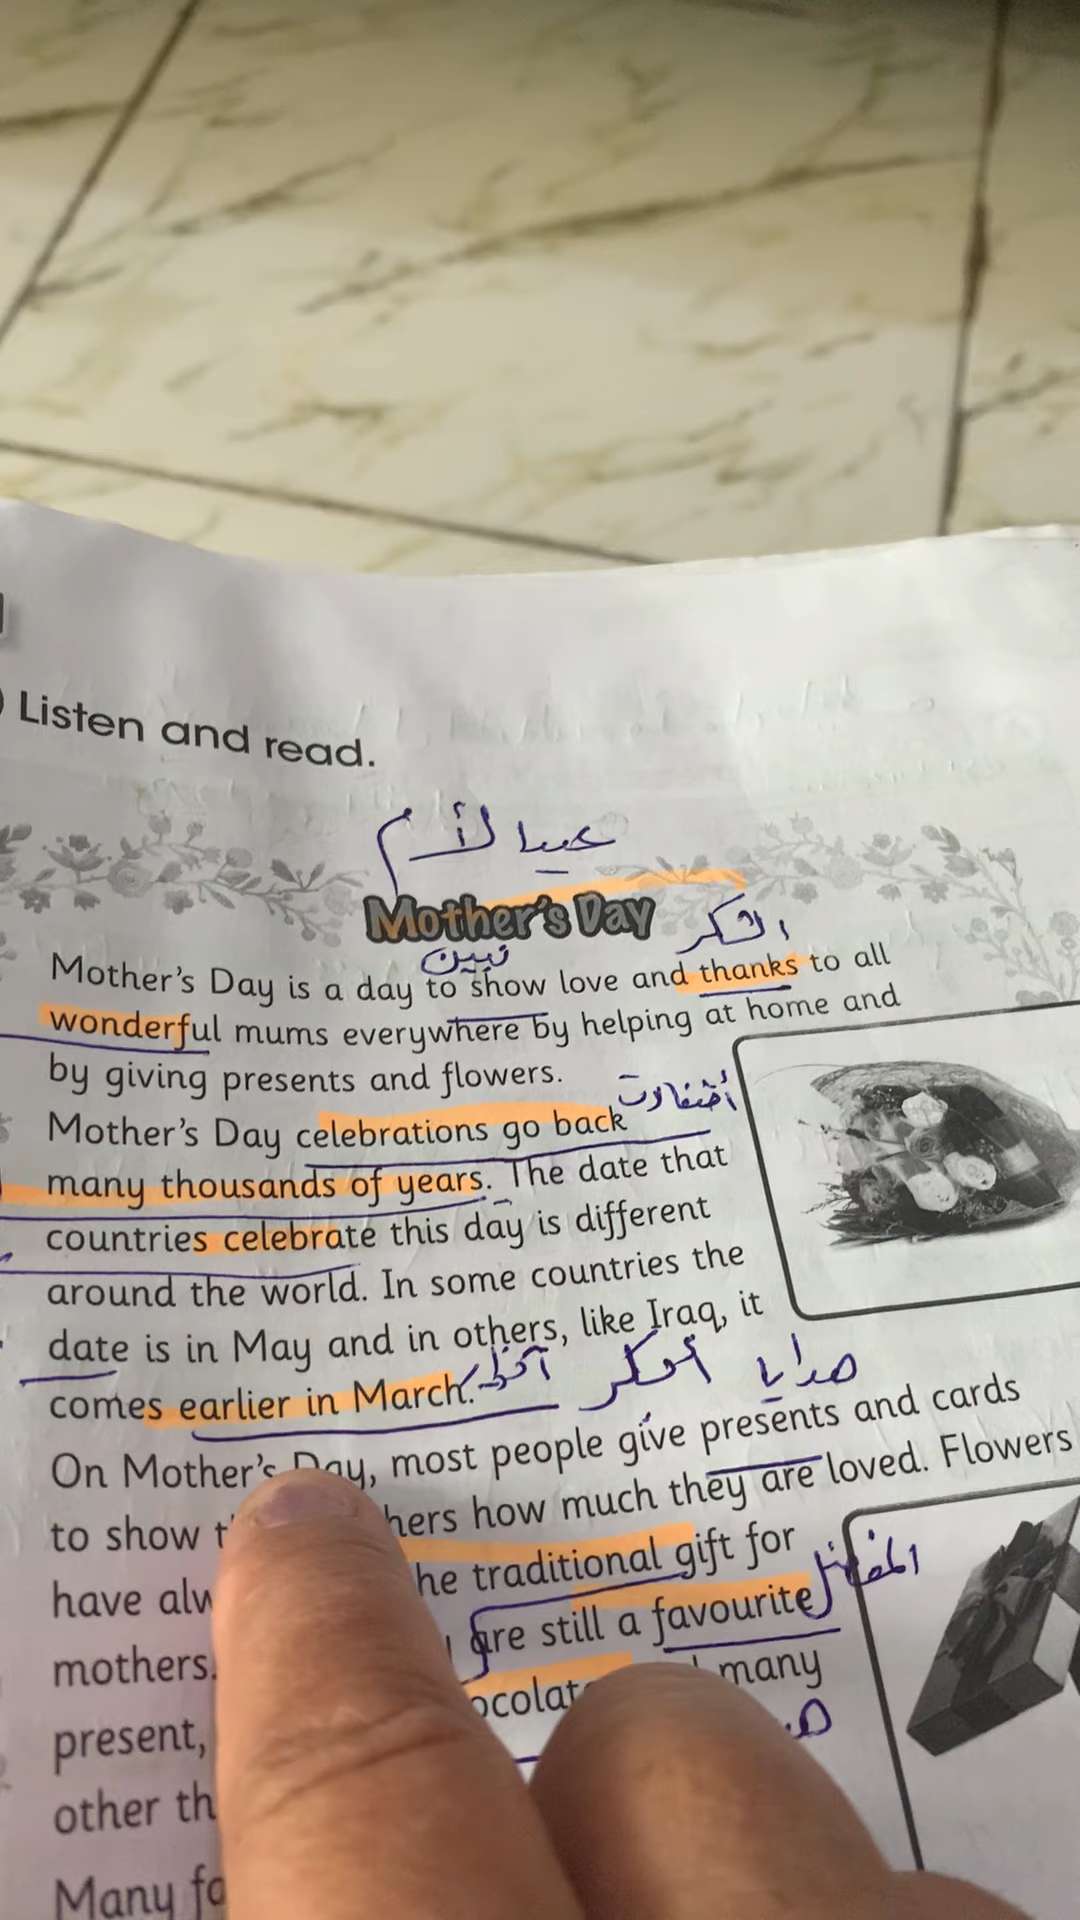 Listen and read.
عيد الأم
Mother's Day
نبين
الشكر
Mother's Day is a day to show love and thanks to all
wonderful mums everywhere by helping at home and
by giving presents and flowers.
Mother's Day celebrations go back
many thousands of years. The date that
countries celebrate this day is different
around the world. In some countries the
date is in May and in others, like Iraq, it
comes earlier in March.
هدايا
On Mother's Day, most people give presents and cards
to show hers how much they are loved. Flowers
have he traditional gift for
mothers. are still a favourite
present, many
other
Many